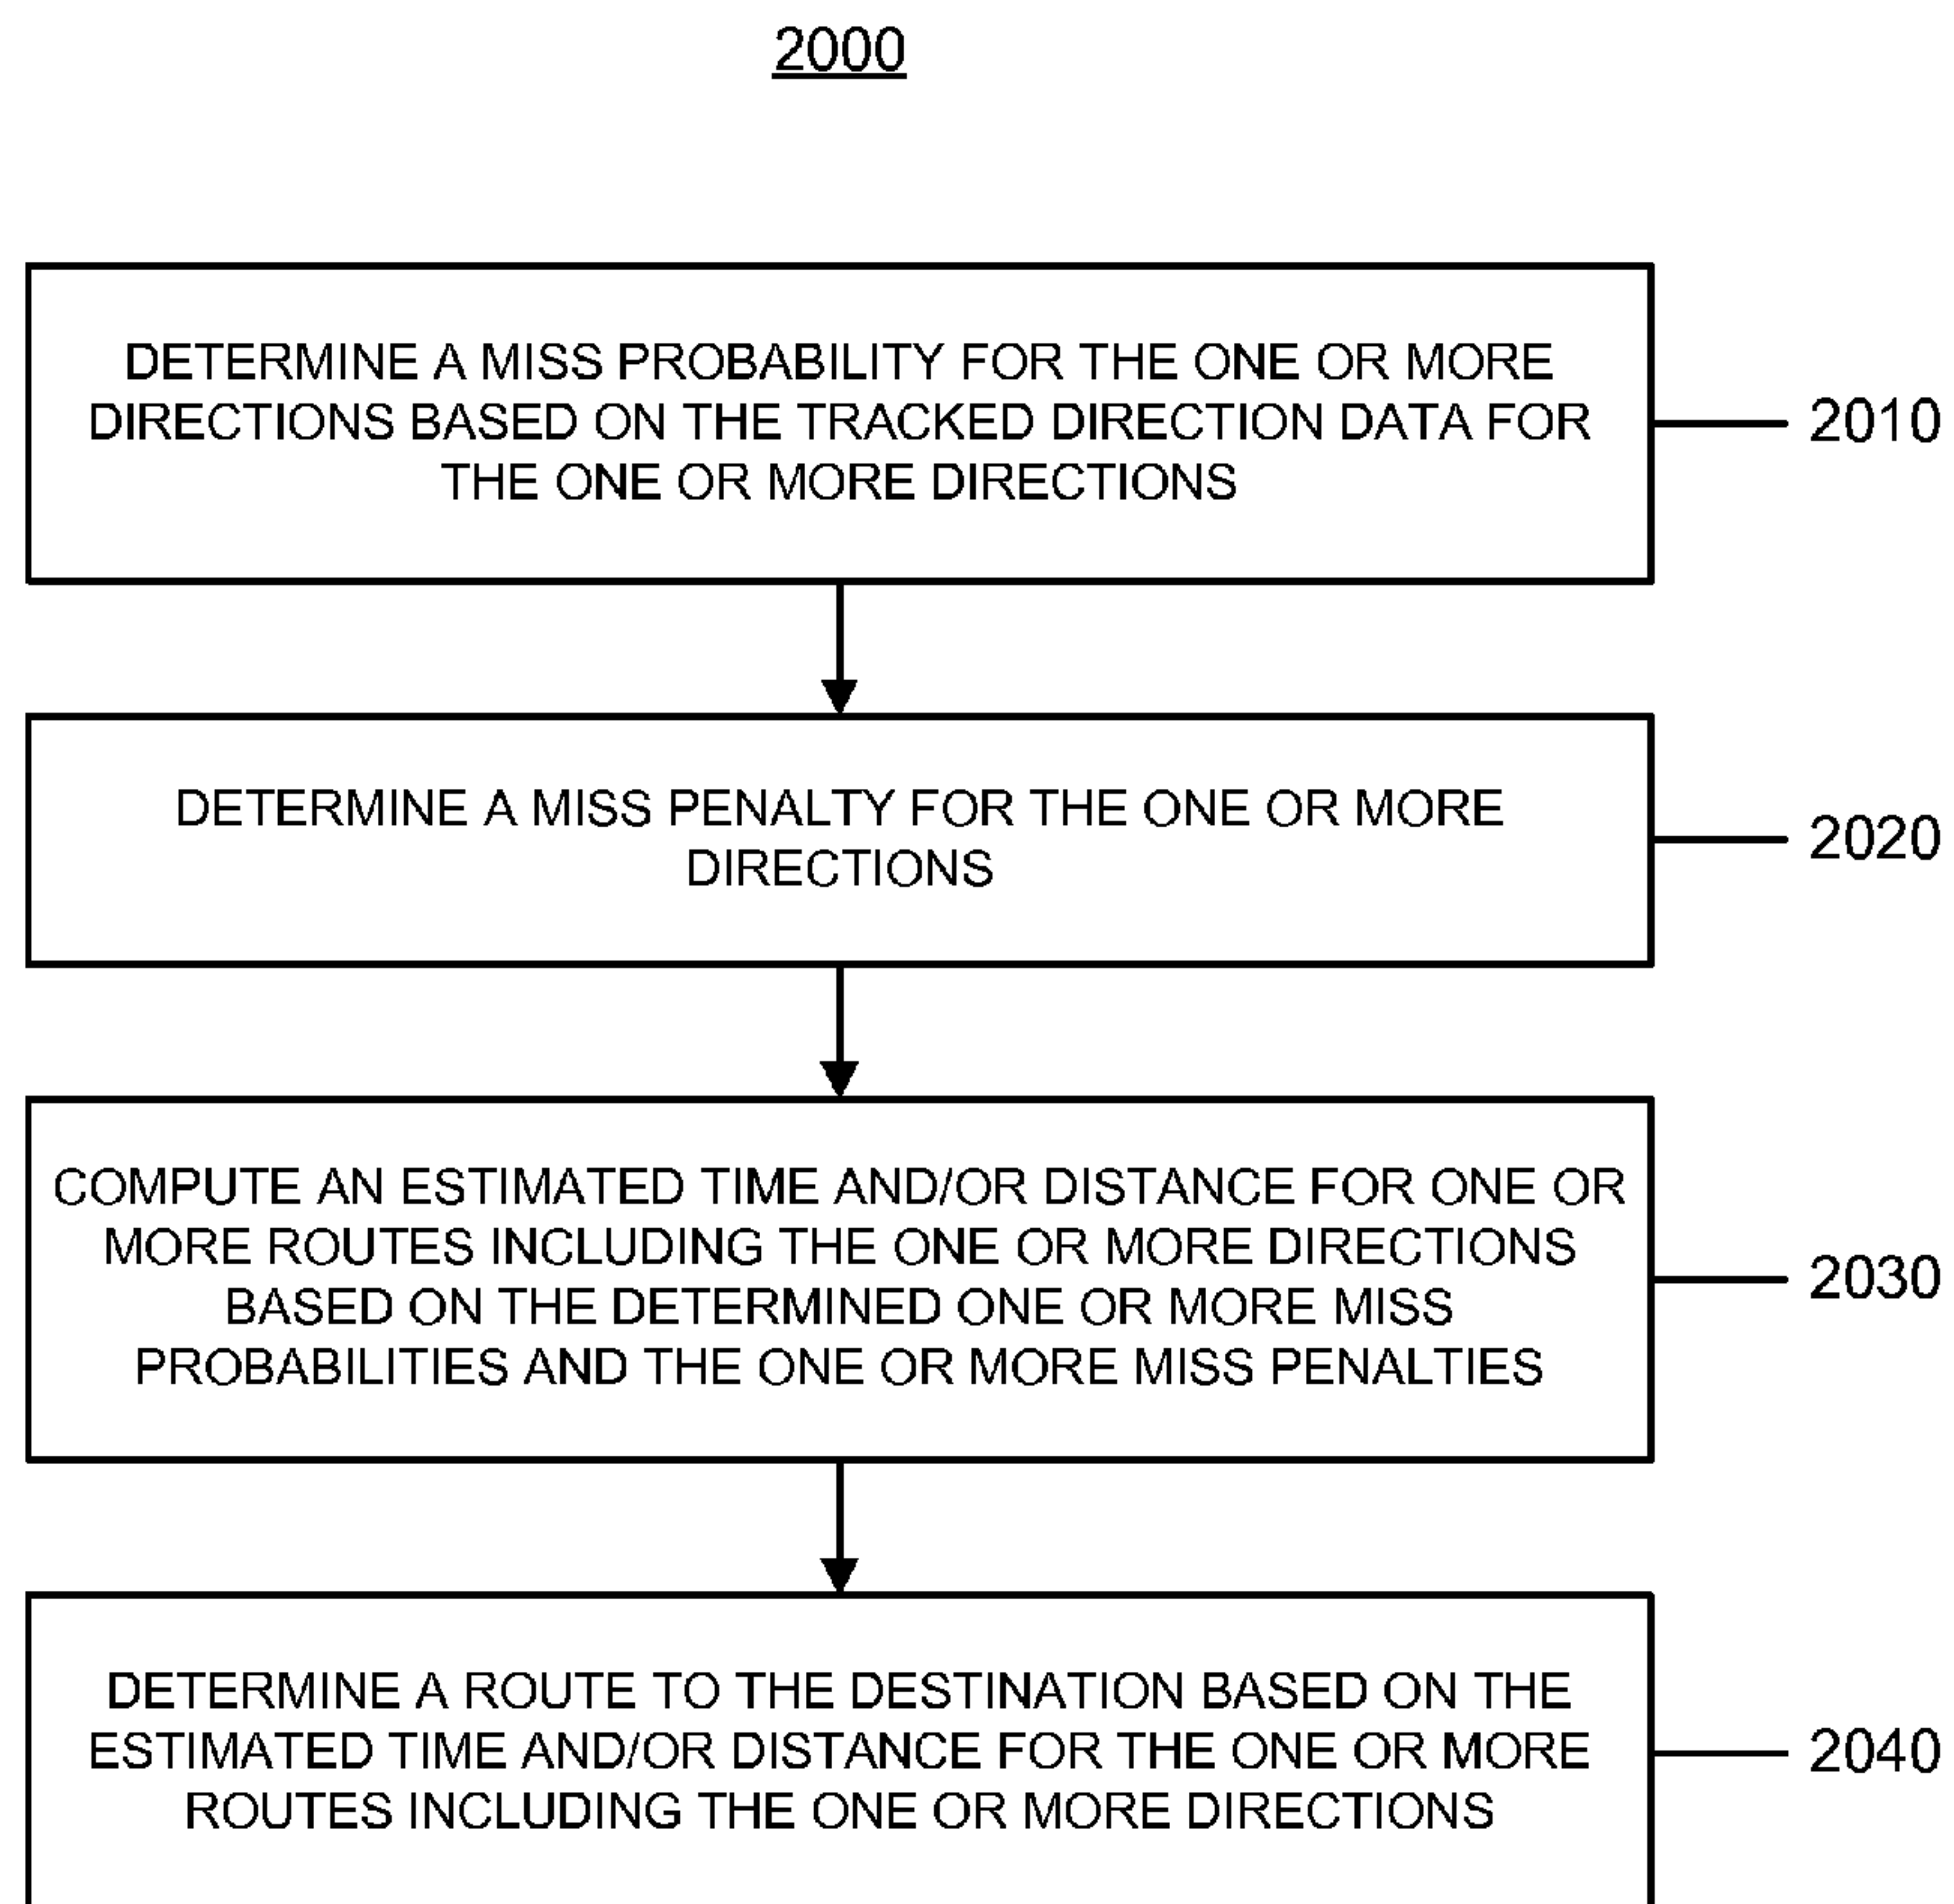 2000
DETERMINE A MISS PROBABILITY FOR THE ONE OR MORE
DIRECTIONS BASED ON THE TRACKED DIRECTION DATA FOR
THE ONE OR MORE DIRECTIONS
2010
DETERMINE A MISS PENALTY FOR THE ONE OR MORE
DIRECTIONS
2020
COMPUTE AN ESTIMATED TIME AND/OR DISTANCE FOR ONE OR
MORE ROUTES INCLUDING THE ONE OR MORE DIRECTIONS
BASED ON THE DETERMINED ONE OR MORE MISS
PROBABILITIES AND THE ONE OR MORE MISS PENALTIES
2030
DETERMINE A ROUTE TO THE DESTINATION BASED ON THE
ESTIMATED TIME AND/OR DISTANCE FOR THE ONE OR MORE
ROUTES INCLUDING THE ONE OR MORE DIRECTIONS
2040